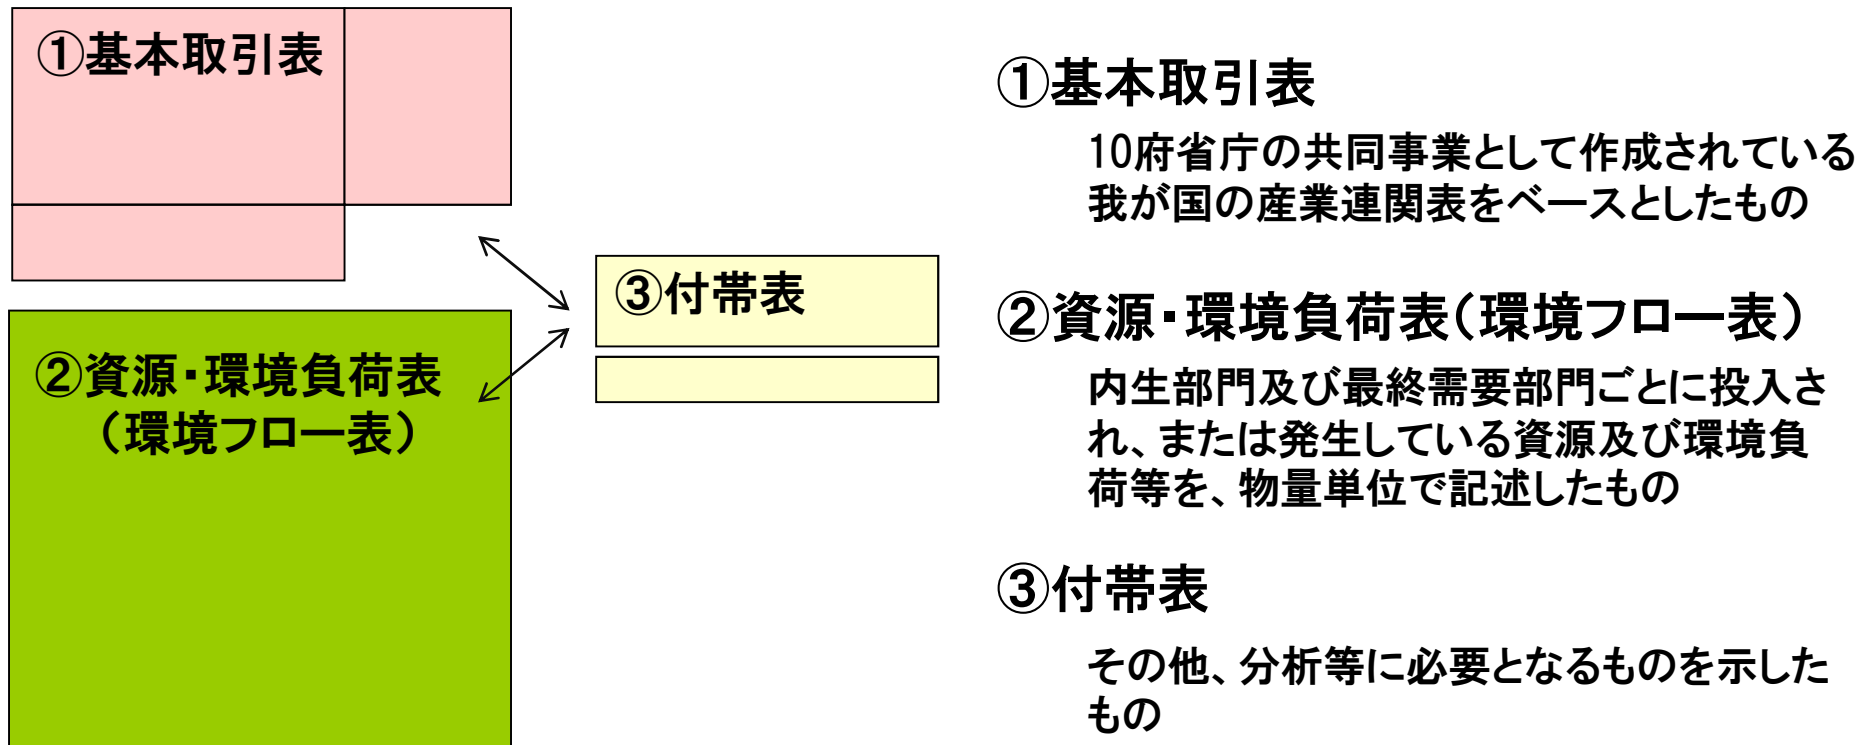 ①基本取引表
②資源・環境負荷表
（環境フロー表）
③付帯表
①基本取引表
10府省庁の共同事業として作成されている
我が国の産業連関表をベースとしたもの
②資源・環境負荷表（環境フロー表）
内生部門及び最終需要部門ごとに投入さ
れ、または発生している資源及び環境負
荷等を、物量単位で記述したもの
③付帯表
その他、分析等に必要となるものを示した
もの